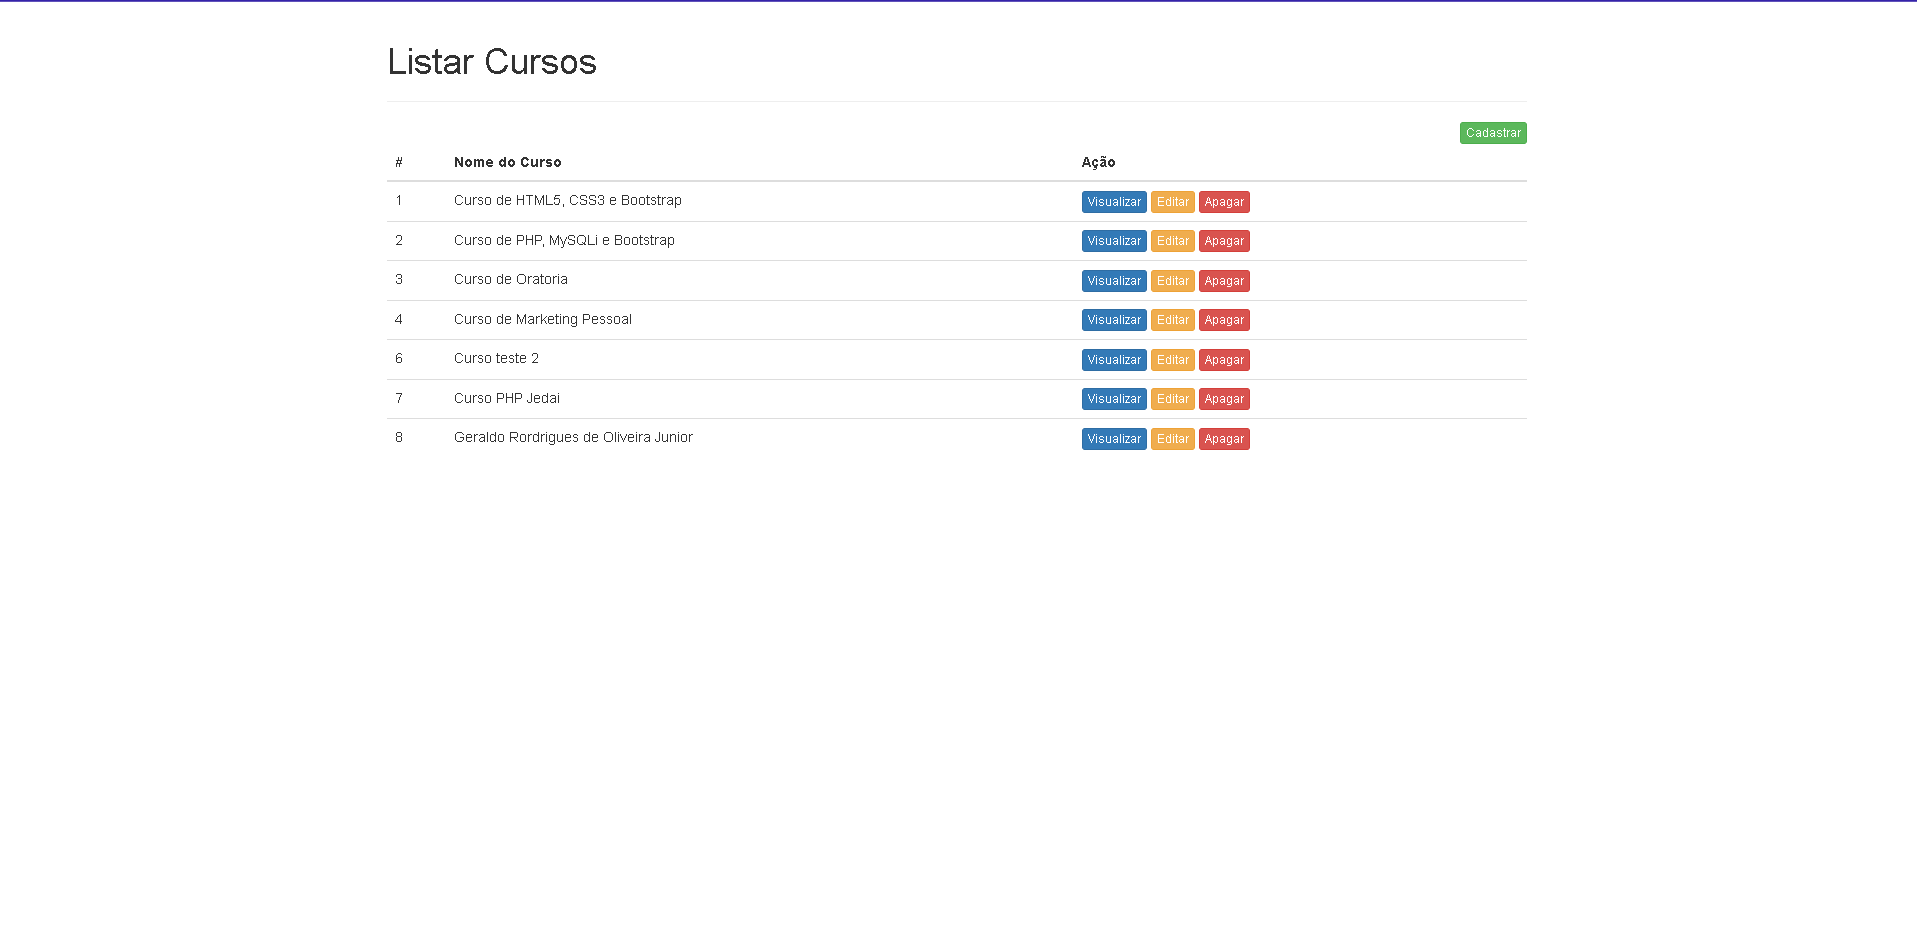 Listar Cursos
Cadastrar
# Nome do Curso Ação
1 Curso de HTML5, CSS3 e Bootstrap Visualizar Editar Apagar
2 Curso de PHP, MySQLi e Bootstrap Visualizar Editar Apagar
3 Curso de Oratoria Visualizar Editar Apagar
4 Curso de Marketing Pessoal Visualizar Editar Apagar
6 Curso teste 2 Visualizar Editar Apagar
7 Curso PHP Jedai Visualizar Editar Apagar
8 Geraldo Rordrigues de Oliveira Junior Visualizar Editar Apagar